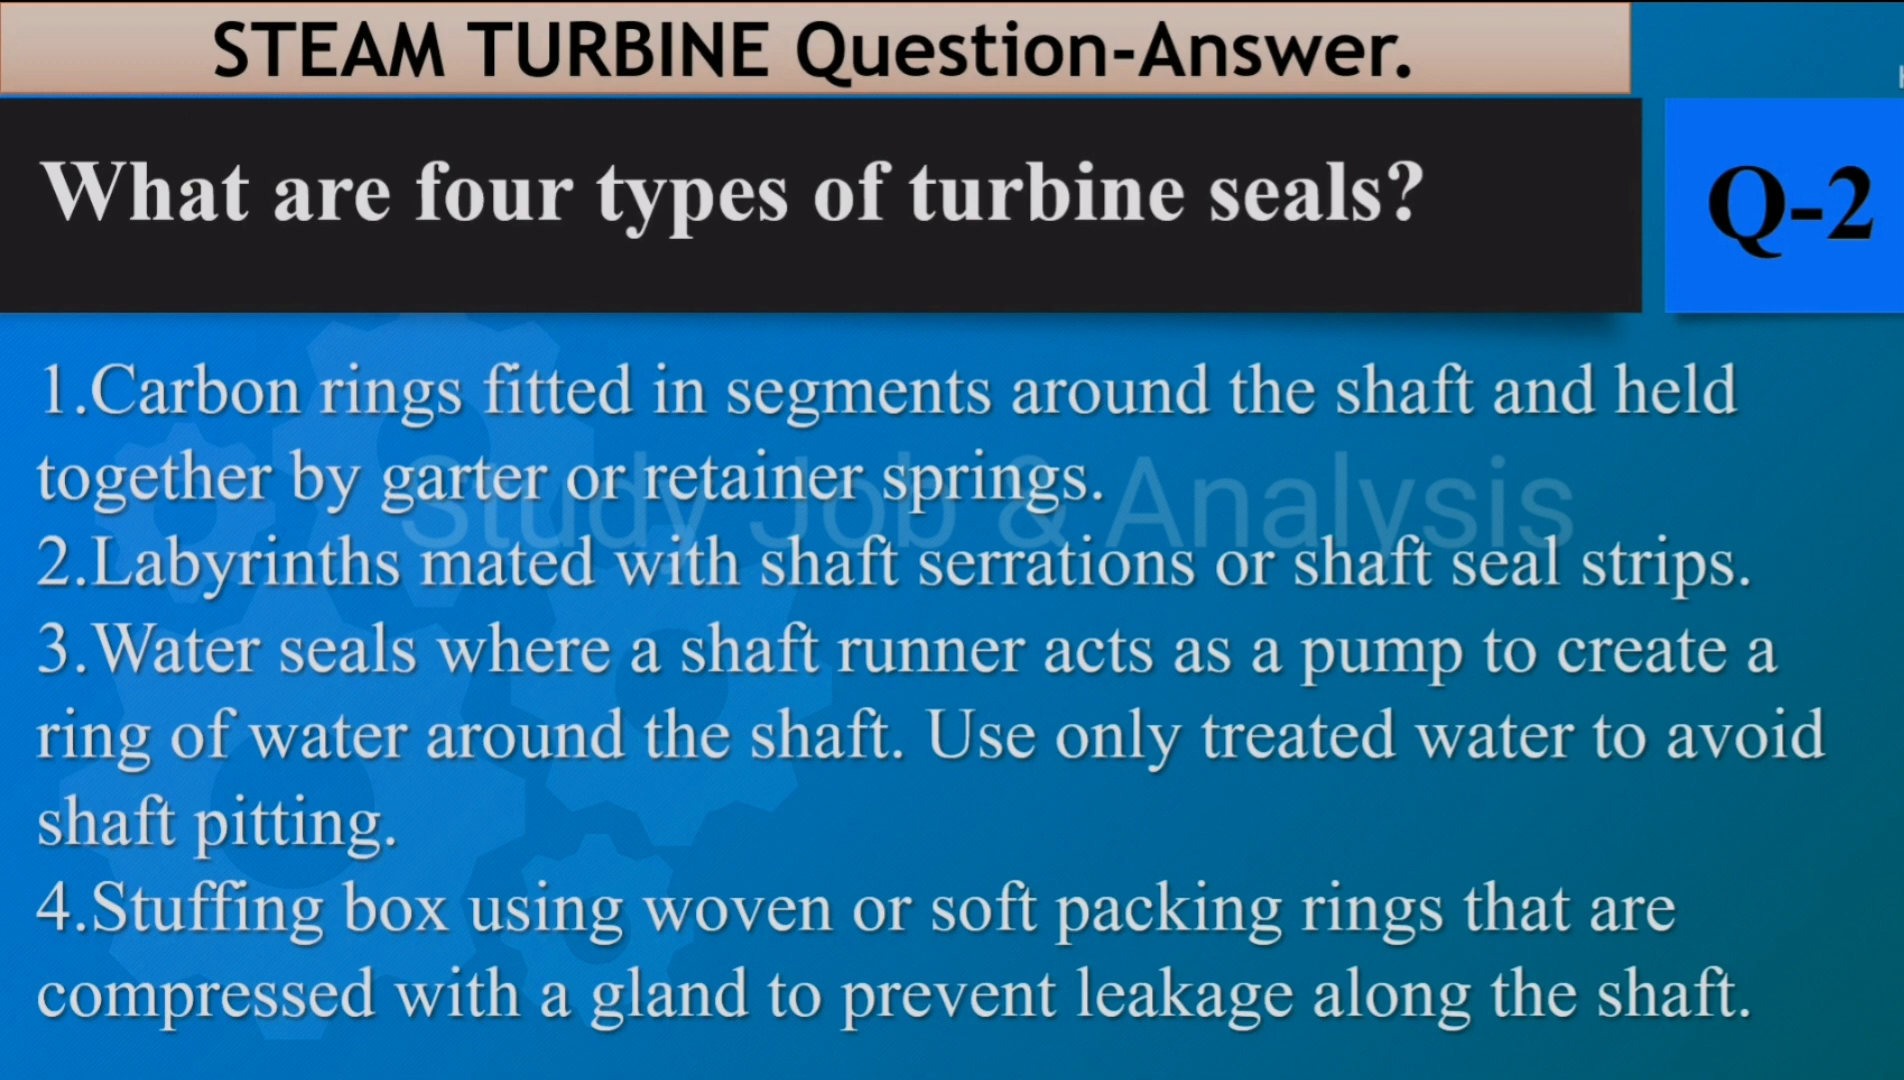 STEAM TURBINE Question-Answer.
What are four types of turbine seals?
Q-2
1.Carbon rings fitted in segments around the shaft and held
together by garter or retainer springs.
Study Job & Analysis
2.Labyrinths mated with shaft serrations or shaft seal strips.
3.Water seals where a shaft runner acts as a pump to create a
ring of water around the shaft. Use only treated water to avoid
shaft pitting.
4.Stuffing box using woven or soft packing rings that are
compressed with a gland to prevent leakage along the shaft.